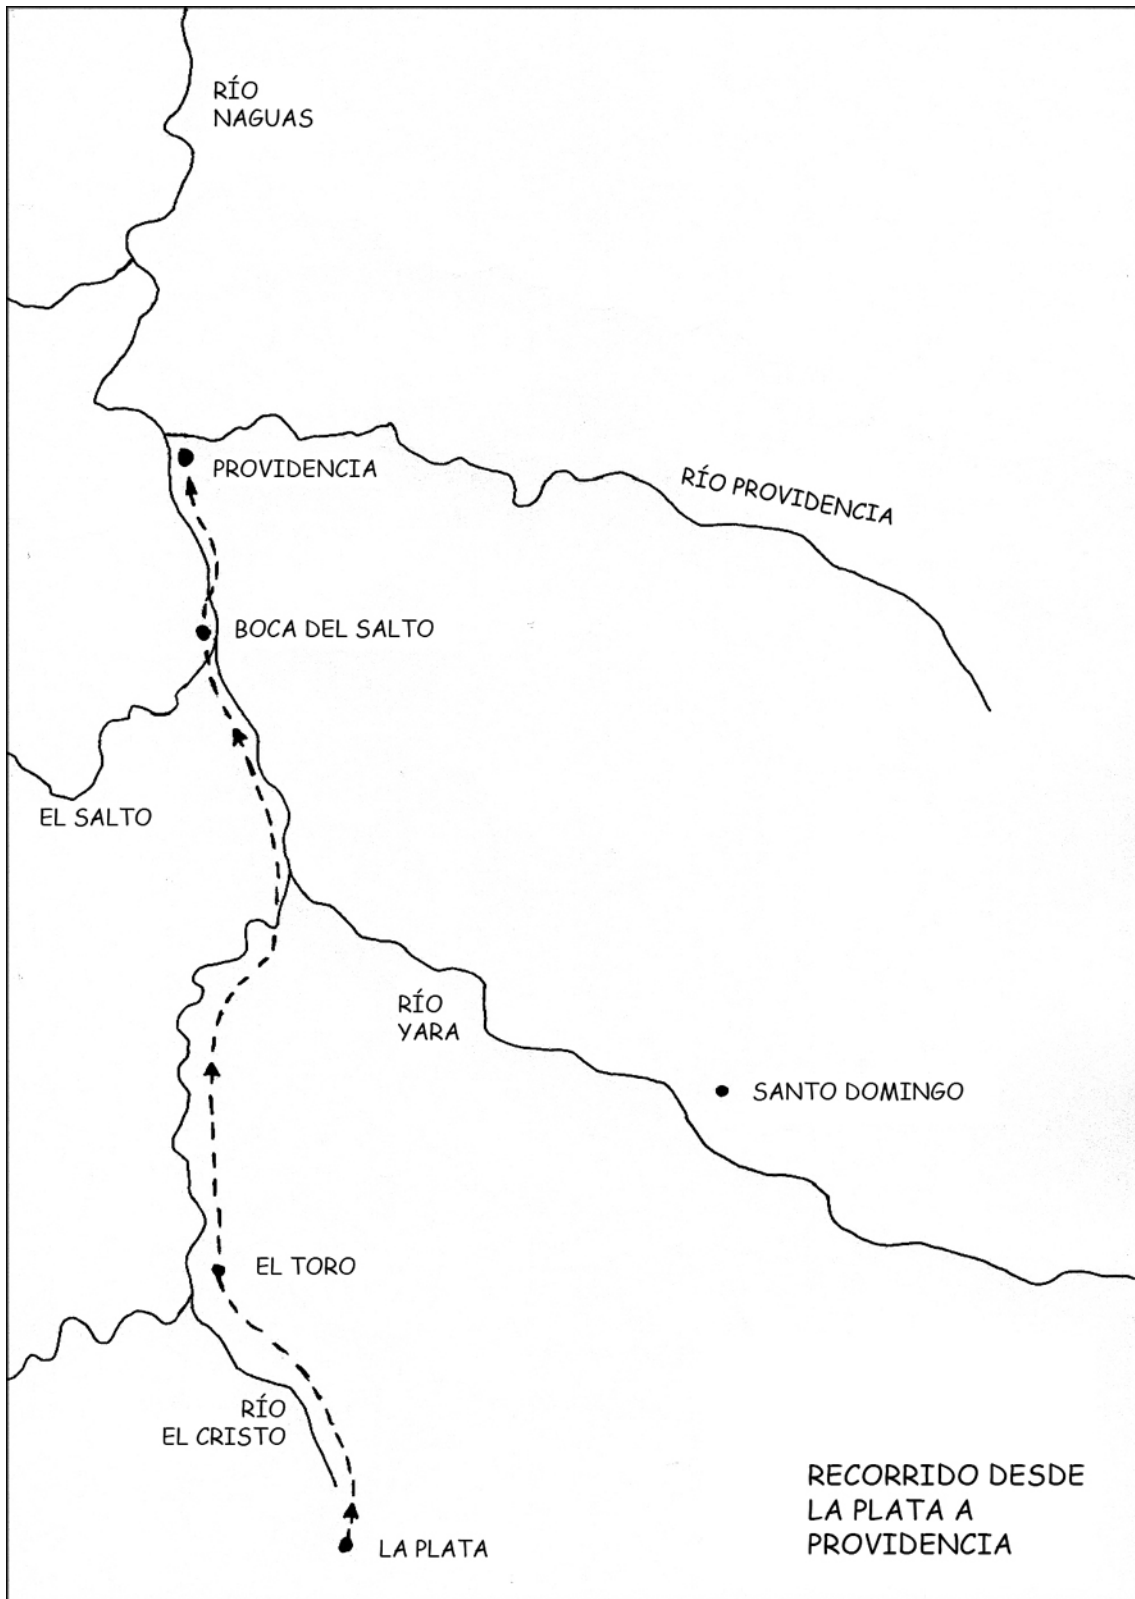 RÍO
NAGUAS
PROVIDENCIA
RÍO PROVIDENCIA
BOCA DEL SALTO
EL SALTO
RÍO
YARA
SANTO DOMINGO
EL TORO
RÍO
EL CRISTO
RECORRIDO DESDE
LA PLATA A
PROVIDENCIA
LA PLATA